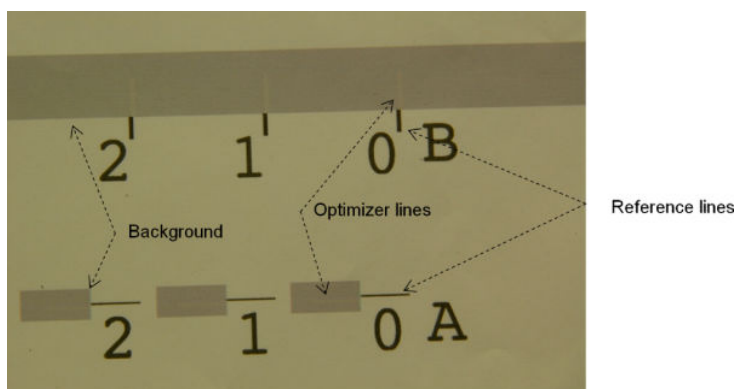 2 1 0 B
Background
Optimizer lines
Reference lines
2 1 0 A